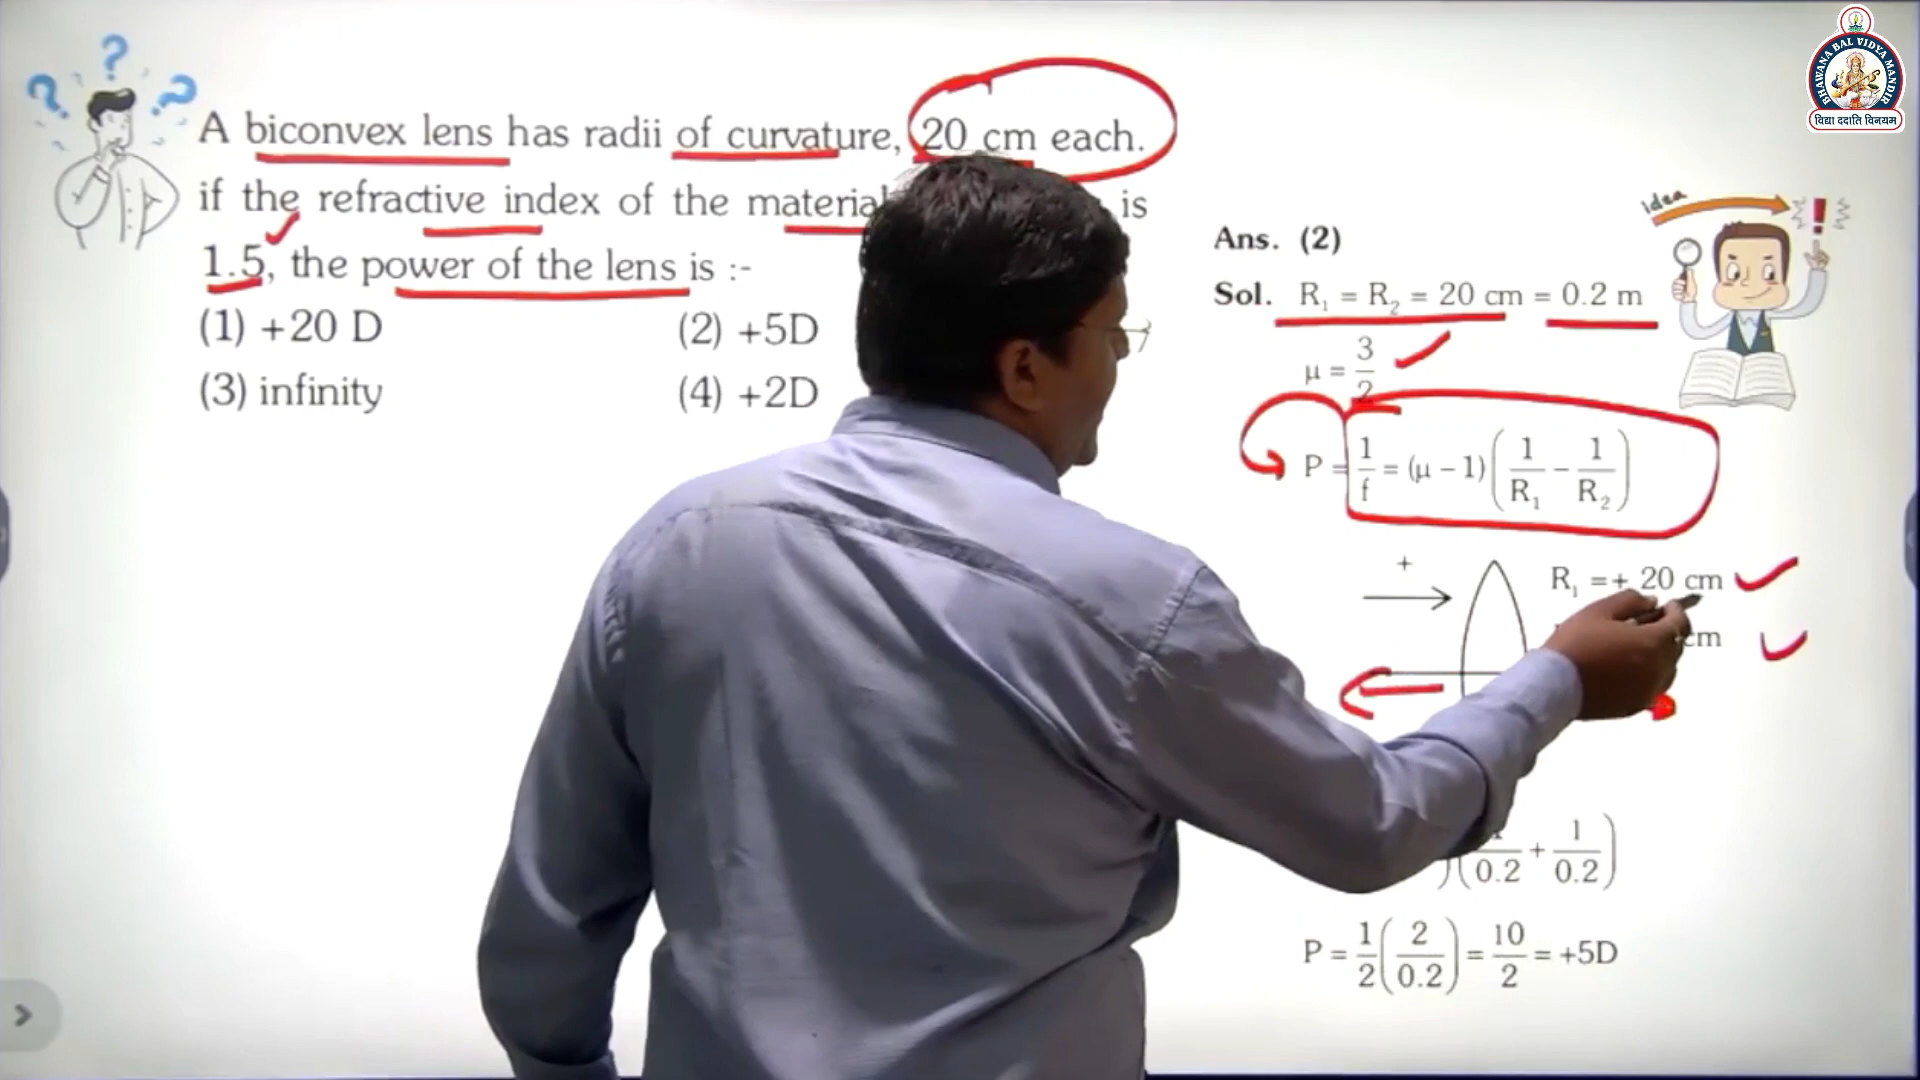 A biconvex lens has radii of curvature, 20 cm each.
if the refractive index of the material is
1.5, the power of the lens is :-
(1) +20 D (2) +5D
(3) infinity (4) +2D
idea
!
Ans. (2)
Sol. R₁ = R₂ = 20 cm = 0.2 m
μ = 3/2
P = 1/f = (μ – 1)(1/R₁ – 1/R₂)
+
R₁ = + 20 cm
cm
(1/0.2 + 1/0.2)
P = 1/2(2/0.2) = 10/2 = +5D
BHAWANA BAL VIDYA MANDIR
विद्या ददाति विनयम